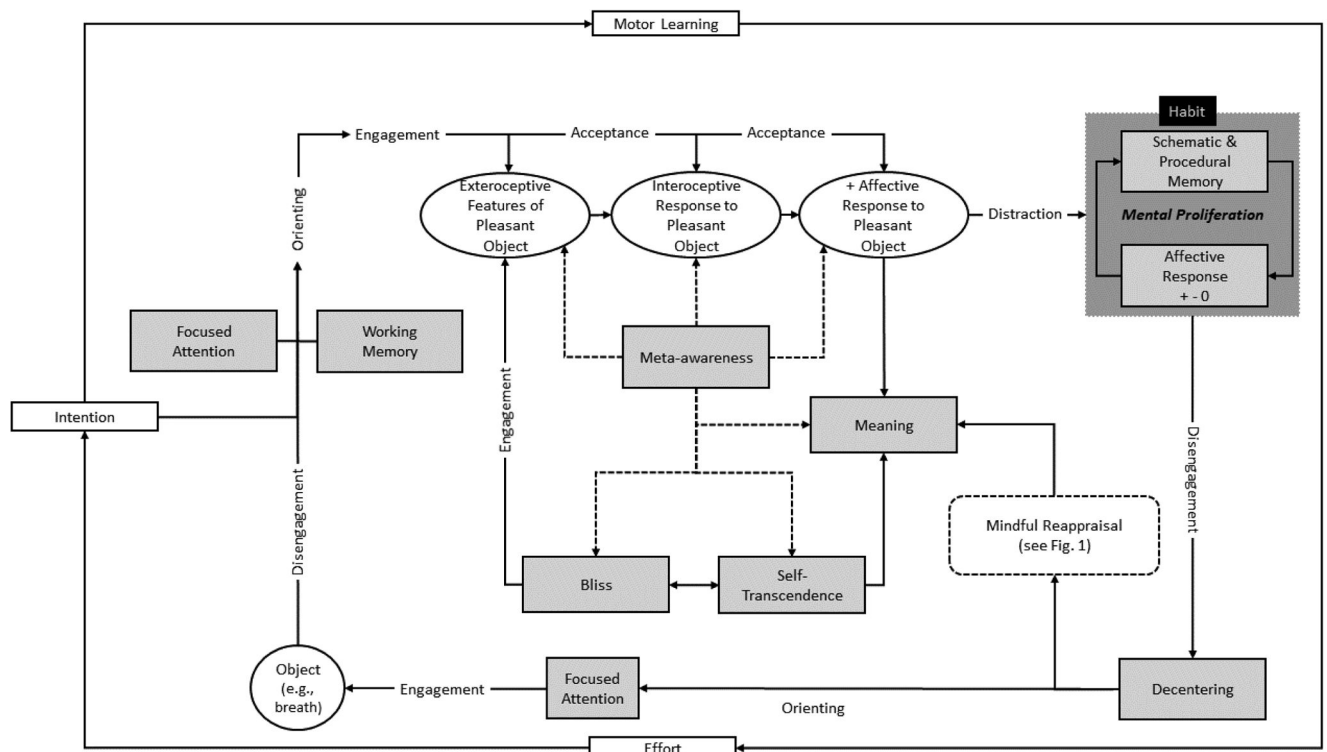 Motor Learning
Habit
Engagement
Acceptance
Acceptance
Schematic &
Procedural
Memory
Exteroceptive
Features of
Pleasant
Object
Interoceptive
Response to
Pleasant
Object
+ Affective
Response to
Pleasant
Object
Distraction
Mental Proliferation
Orienting
Affective
Response
+ - 0
Focused
Attention
Working
Memory
Meta-awareness
Engagement
Intention
Meaning
Disengagement
Disengagement
Mindful Reappraisal
(see Fig. 1)
Bliss
Self-
Transcendence
Object
(e.g.,
breath)
Engagement
Focused
Attention
Orienting
Decentering
Effort